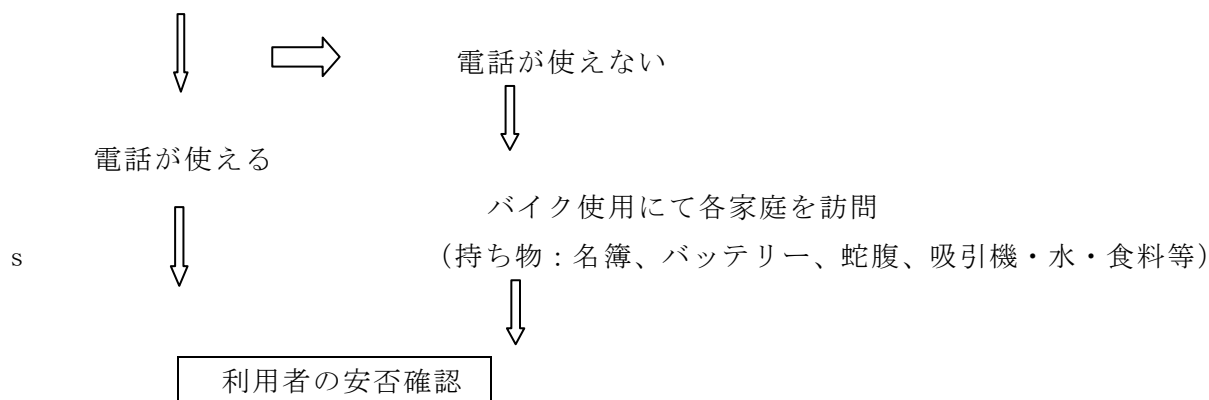 電話が使えない
電話が使える
バイク使用にて各家庭を訪問
s
(持ち物：名簿、バッテリー、蛇腹、吸引機・水・食料等)
利用者の安否確認